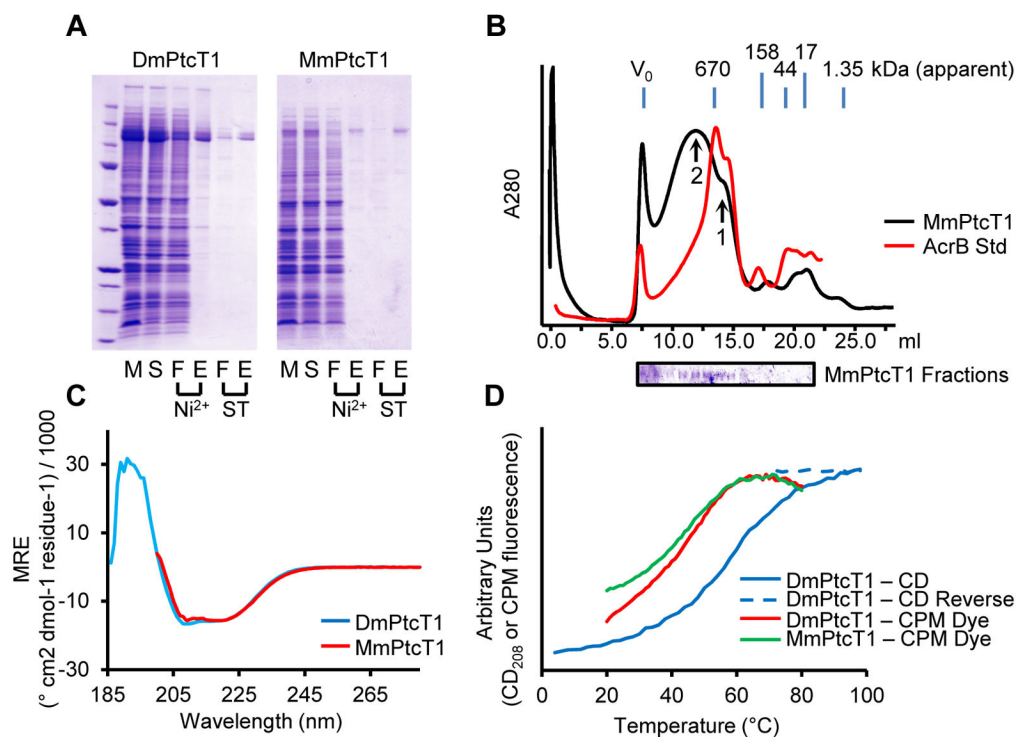 A
DmPtcT1
MmPtcT1
M S F E F E
Ni²⁺ ST
M S F E F E
Ni²⁺ ST
B
V₀ 670 158 44 17 1.35 kDa (apparent)
A280
2
1
MmPtcT1
AcrB Std
0.0 5.0 10.0 15.0 20.0 25.0 ml
MmPtcT1 Fractions
C
MRE
(° cm2 dmol-1 residue-1) / 1000
30
10
-10
-30
DmPtcT1
MmPtcT1
185 205 225 245 265
Wavelength (nm)
D
Arbitrary Units
(CD₂₀₈ or CPM fluorescence)
DmPtcT1 – CD
DmPtcT1 – CD Reverse
DmPtcT1 – CPM Dye
MmPtcT1 – CPM Dye
0 20 40 60 80 100
Temperature (°C)